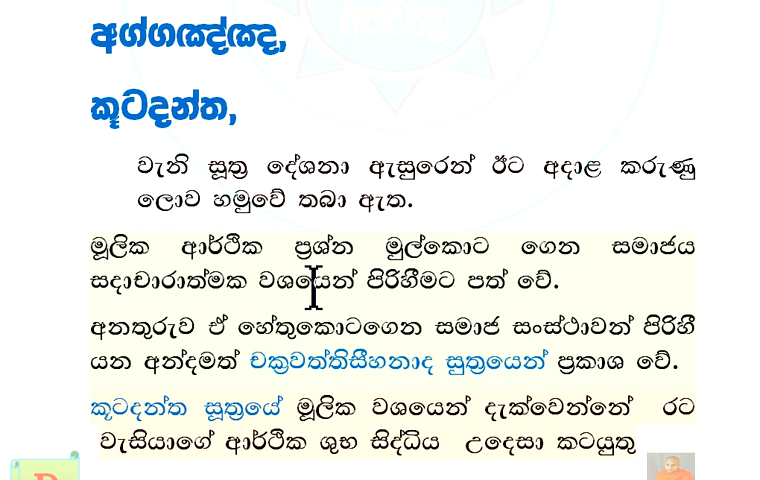 අග්ගඤ්ඤ,
කූටදන්ත,
වැනි සූත්‍ර දේශනා ඇසුරෙන් ඊට අදාළ කරුණු
ලොව හමුවේ තබා ඇත.
මූලික ආර්ථික ප්‍රශ්න මුල්කොට ගෙන සමාජය
සදාචාරාත්මක වශයෙන් පිරිහීමට පත් වේ.
අනතුරුව ඒ හේතුකොටගෙන සමාජ සංස්ථාවන් පිරිහී
යන අන්දමත් චක්‍රවත්තිසීහනාද සුත්‍රයෙන් ප්‍රකාශ වේ.
කූටදන්ත සූත්‍රයේ මූලික වශයෙන් දැක්වෙන්නේ රට
වැසියාගේ ආර්ථික ශුභ සිද්ධිය උදෙසා කටයුතු